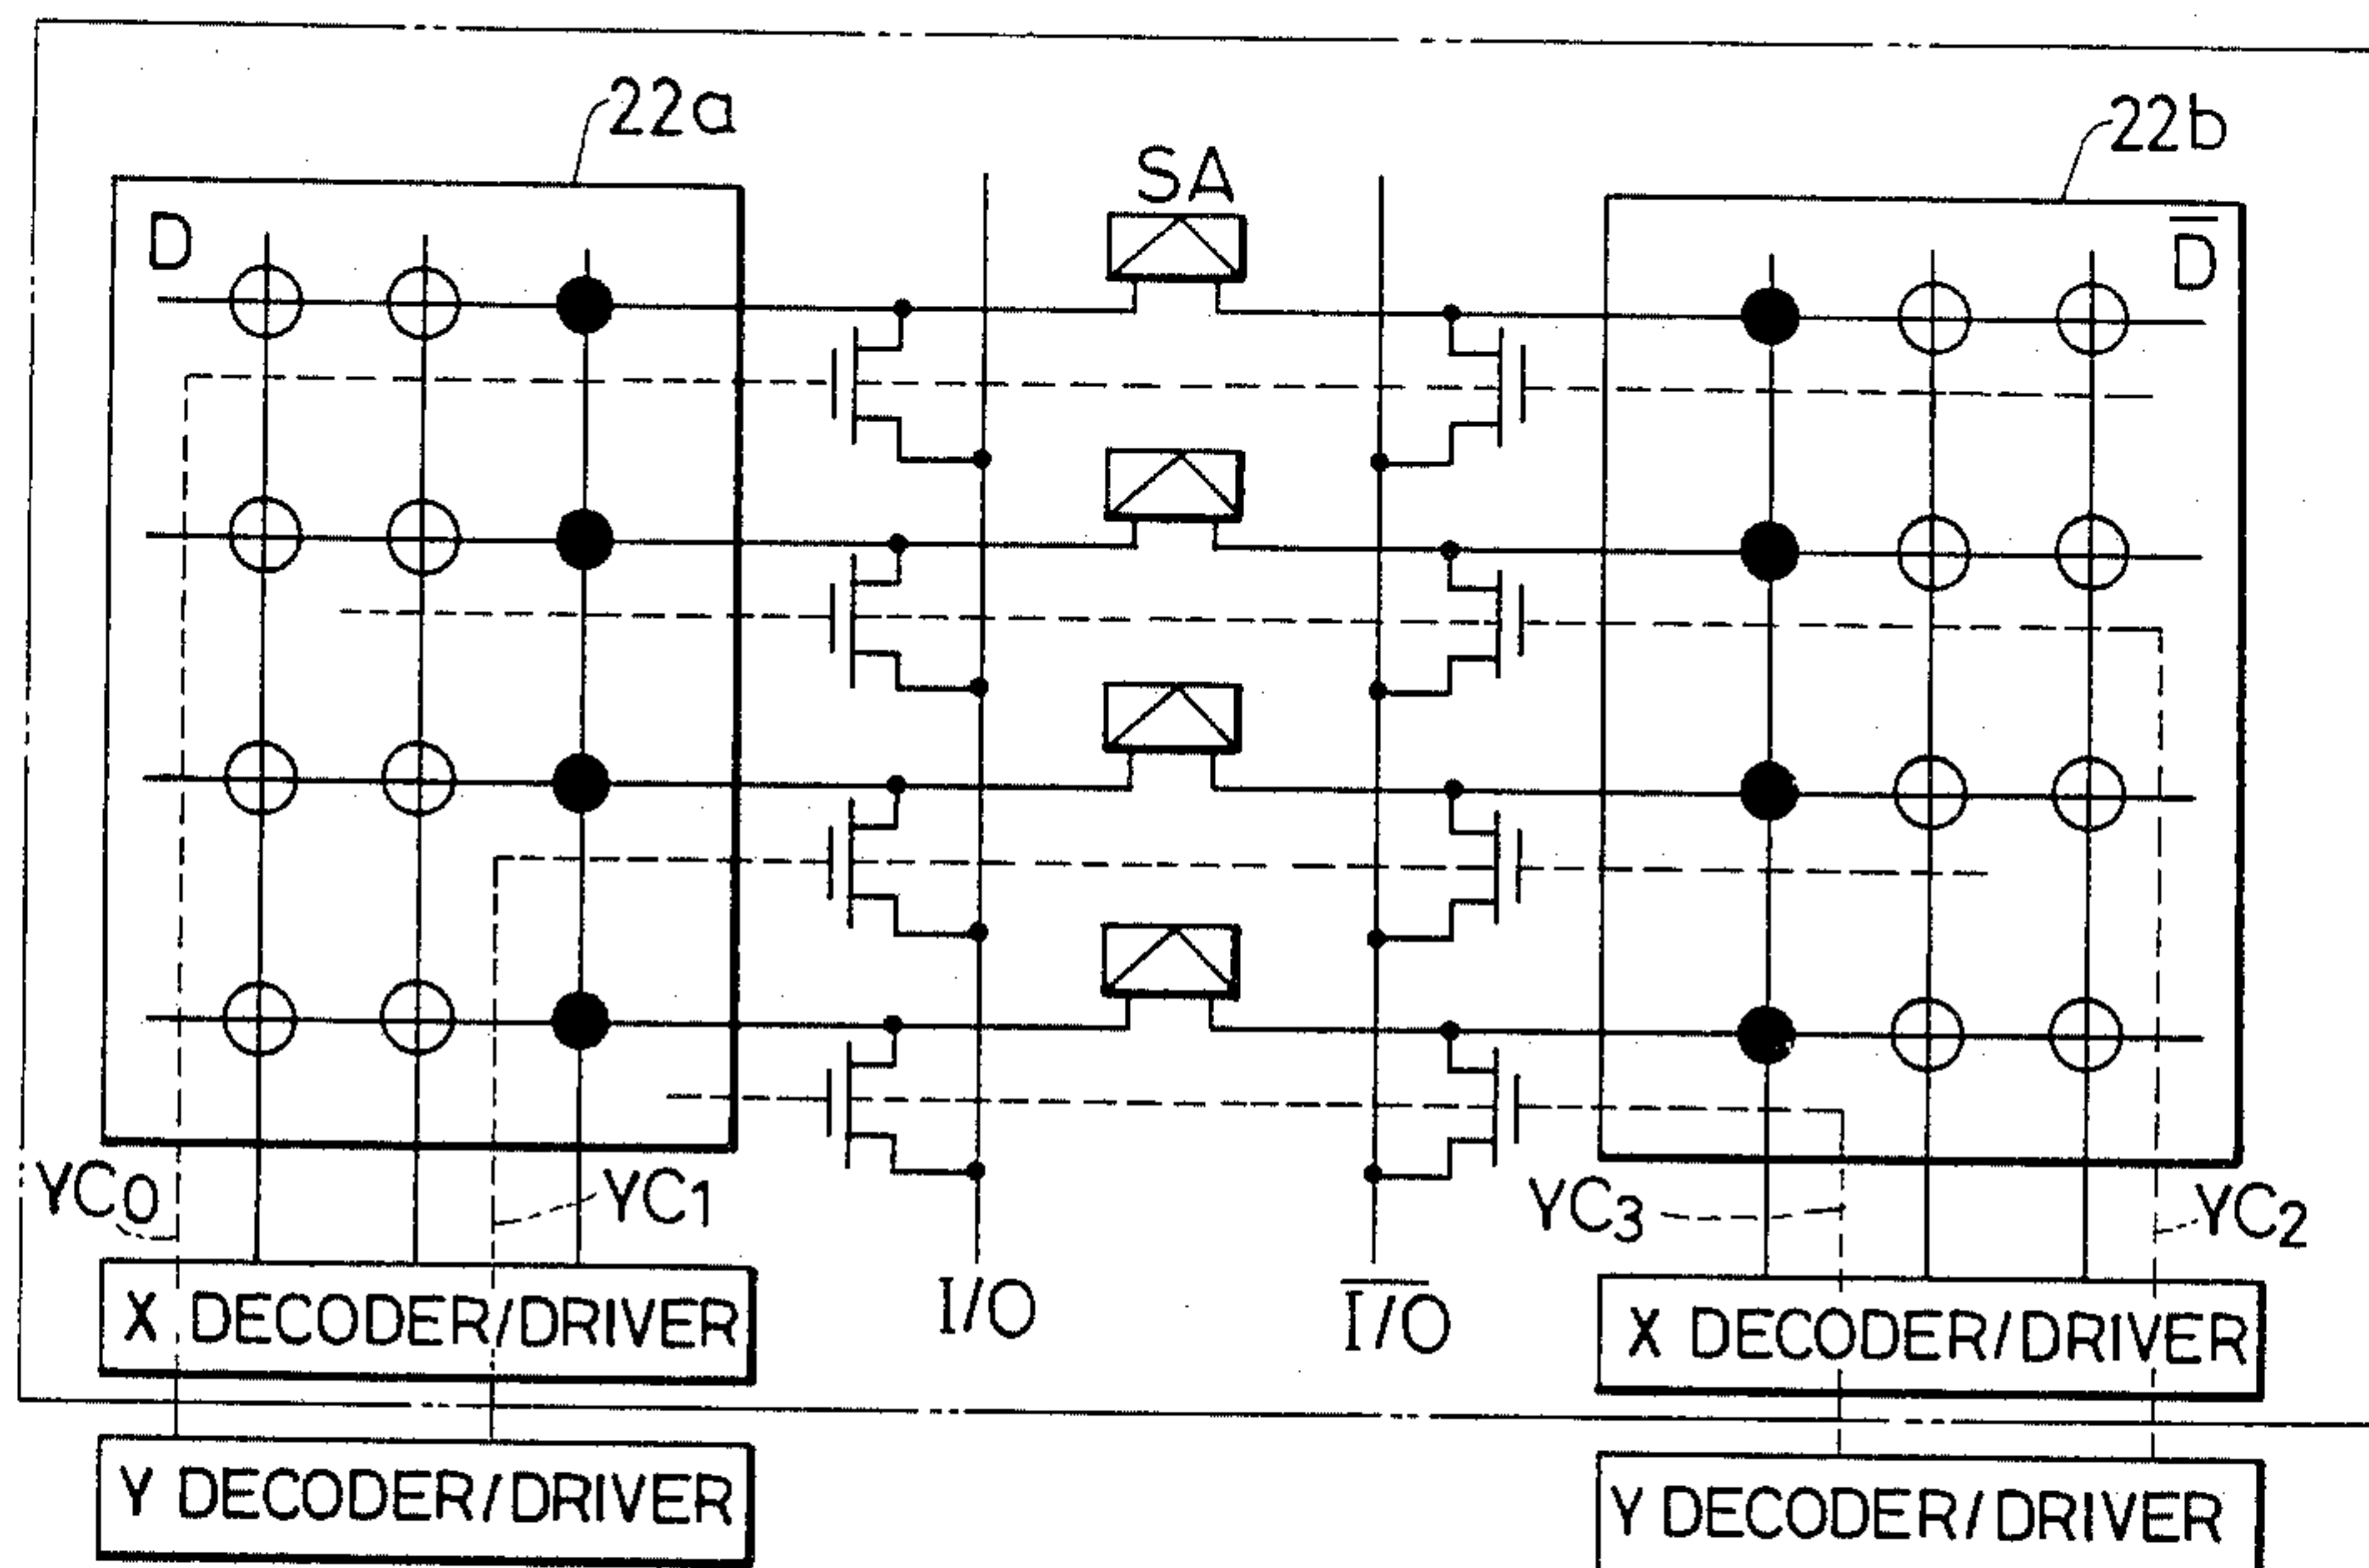 22a
22b
SA
D
D̅
YC0
YC1
YC3
YC2
I/O
I̅/̅O̅
X DECODER/DRIVER
X DECODER/DRIVER
Y DECODER/DRIVER
Y DECODER/DRIVER